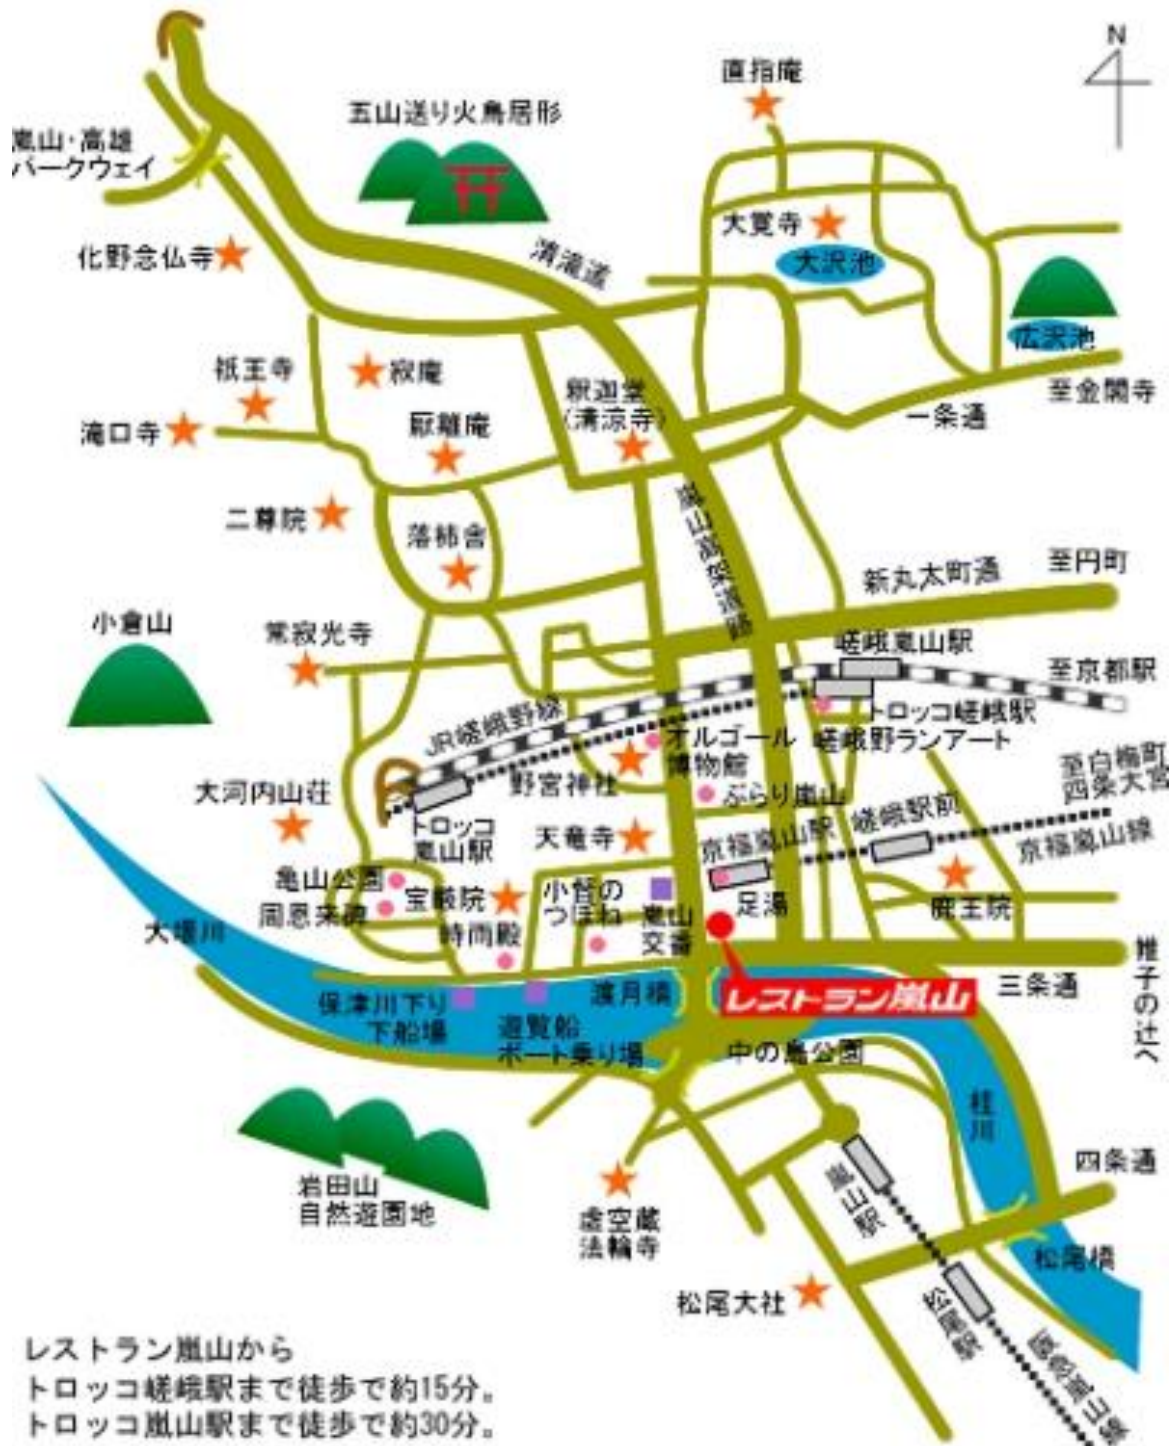 N
直指庵
五山送り火鳥居形
嵐山・高雄
パークウェイ
大覚寺
大沢池
化野念仏寺
清滝道
広沢池
祇王寺
寂庵
釈迦堂
(清涼寺)
至金閣寺
一条通
滝口寺
厭離庵
二尊院
落柿舎
嵐山高架道路
新丸太町通
至円町
小倉山
常寂光寺
嵯峨嵐山駅
至京都駅
JR嵯峨野線
トロッコ嵯峨駅
オルゴール
博物館
嵯峨野ランアート
野宮神社
至白梅町
四条大宮
大河内山荘
ぶらり嵐山
トロッコ
嵐山駅
天竜寺
京福嵐山駅
嵯峨駅前
京福嵐山線
亀山公園
宝厳院
小督の
つぼね
足湯
鹿王院
周恩来碑
嵐山
交番
大堰川
時雨殿
三条通
帷子の辻へ
保津川下り
下船場
渡月橋
レストラン嵐山
遊覧船
ボート乗り場
中の島公園
桂川
四条通
岩田山
自然遊園地
嵐山駅
虚空蔵
法輪寺
松尾橋
松尾大社
松尾駅
阪急嵐山線
レストラン嵐山から
トロッコ嵯峨駅まで徒歩で約15分。
トロッコ嵐山駅まで徒歩で約30分。